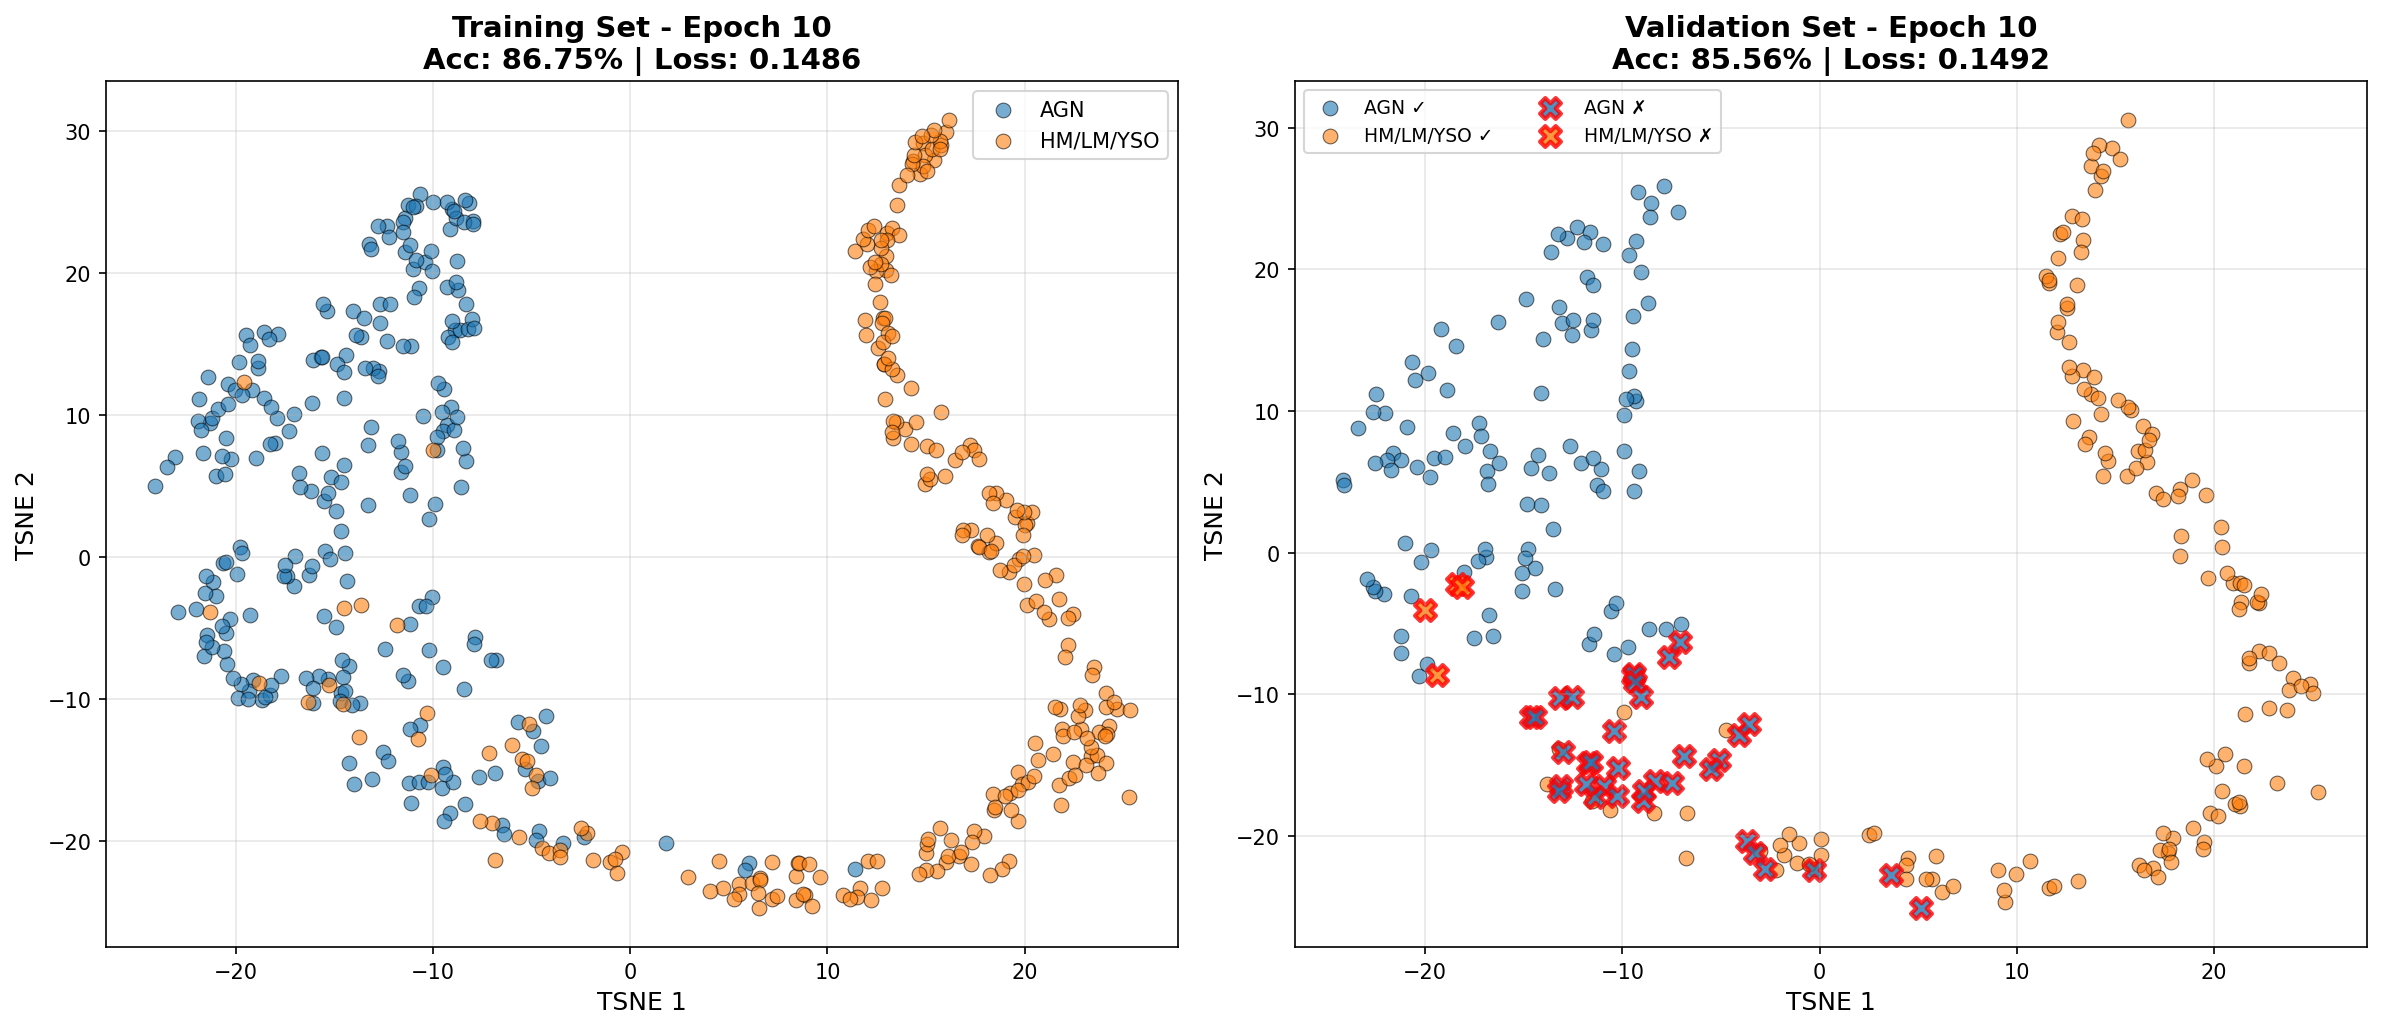 Training Set - Epoch 10
Acc: 86.75% | Loss: 0.1486
AGN
HM/LM/YSO
30
20
10
0
−10
−20
TSNE 2
−20
−10
0
10
20
TSNE 1
Validation Set - Epoch 10
Acc: 85.56% | Loss: 0.1492
AGN ✓
HM/LM/YSO ✓
AGN ✗
HM/LM/YSO ✗
30
20
10
0
−10
−20
TSNE 2
−20
−10
0
10
20
TSNE 1